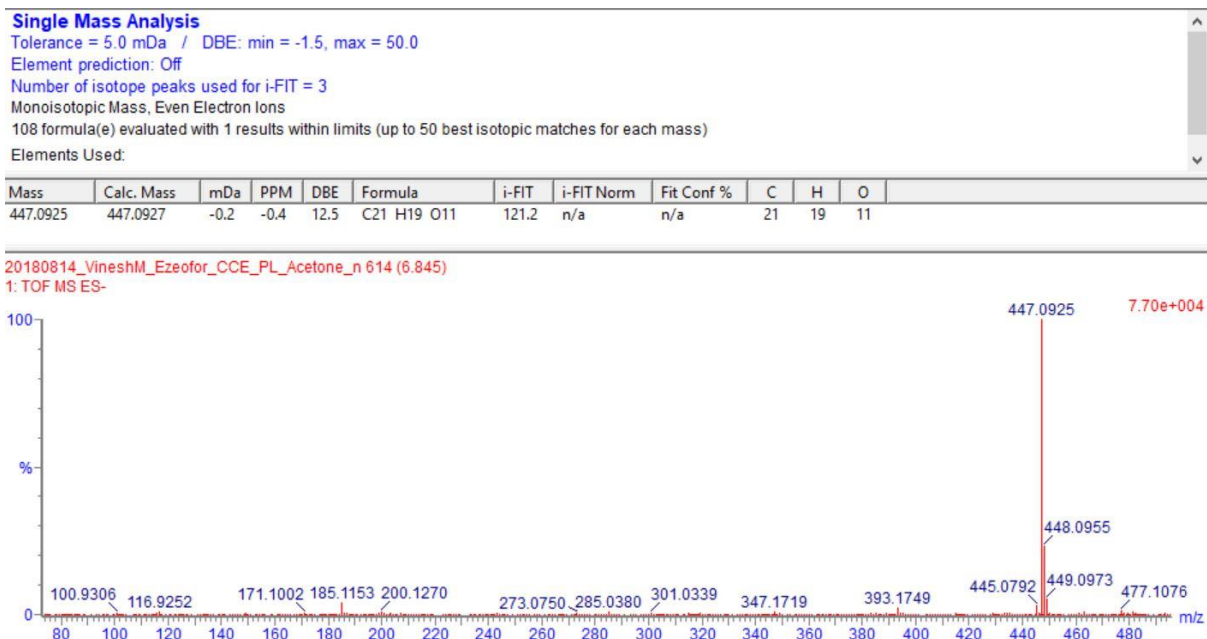 Single Mass Analysis
Tolerance = 5.0 mDa / DBE: min = -1.5, max = 50.0
Element prediction: Off
Number of isotope peaks used for i-FIT = 3
Monoisotopic Mass, Even Electron Ions
108 formula(e) evaluated with 1 results within limits (up to 50 best isotopic matches for each mass)
Elements Used:
Mass Calc. Mass mDa PPM DBE Formula i-FIT i-FIT Norm Fit Conf % C H O
447.0925 447.0927 -0.2 -0.4 12.5 C21 H19 O11 121.2 n/a n/a 21 19 11
20180814_VineshM_Ezeofor_CCE_PL_Acetone_n 614 (6.845)
1: TOF MS ES-
7.70e+004
100
%
0
447.0925
448.0955
449.0973
445.0792
477.1076
100.9306 116.9252 171.1002 185.1153 200.1270 273.0750 285.0380 301.0339 347.1719 393.1749
80 100 120 140 160 180 200 220 240 260 280 300 320 340 360 380 400 420 440 460 480 m/z